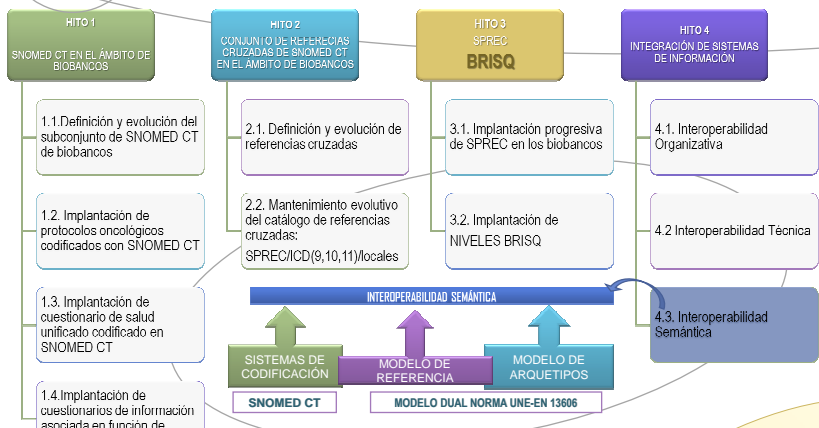 HITO 1
SNOMED CT EN EL ÁMBITO DE
BIOBANCOS
1.1.Definición y evolución del
subconjunto de SNOMED CT
de biobancos
1.2. Implantación de
protocolos oncológicos
codificados con SNOMED CT
1.3. Implantación de
cuestionario de salud
unificado codificado en
SNOMED CT
1.4.Implantación de
cuestionarios de información
asociada en función de
HITO 2
CONJUNTO DE REFERECIAS
CRUZADAS DE SNOMED CT
EN EL ÁMBITO DE BIOBANCOS
2.1. Definición y evolución de
referencias cruzadas
2.2. Mantenimiento evolutivo
del catálogo de referencias
cruzadas:
SPREC/ICD(9,10,11)/locales
HITO 3
SPREC
BRISQ
3.1. Implantación progresiva
de SPREC en los biobancos
3.2. Implantación de
NIVELES BRISQ
HITO 4
INTEGRACIÓN DE SISTEMAS
DE INFORMACIÓN
4.1. Interoperabilidad
Organizativa
4.2 Interoperabilidad Técnica
4.3. Interoperabilidad
Semántica
INTEROPERABILIDAD SEMÁNTICA
SISTEMAS DE
CODIFICACIÓN
MODELO DE
REFERENCIA
MODELO DE
ARQUETIPOS
SNOMED CT
MODELO DUAL NORMA UNE-EN 13606